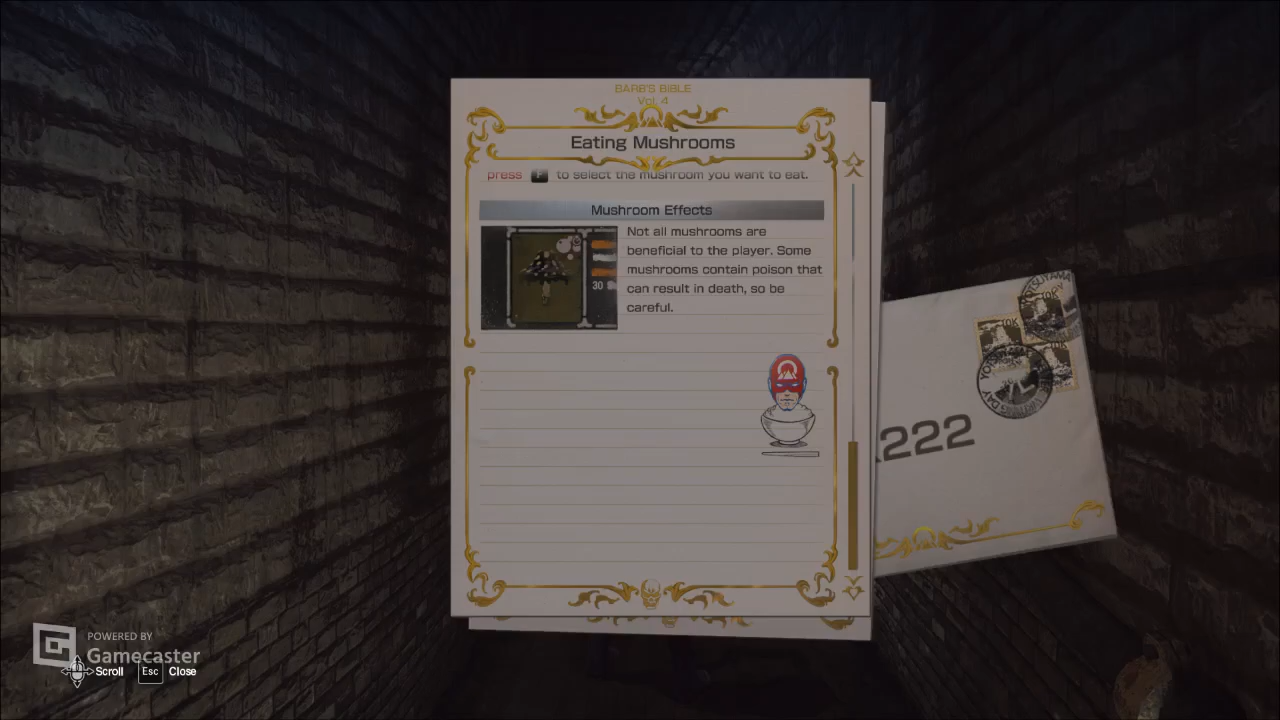 BARB'S BIBLE
Vol. 4
Eating Mushrooms
press F to select the mushroom you want to eat.
Mushroom Effects
Not all mushrooms are
beneficial to the player. Some
mushrooms contain poison that
can result in death, so be
careful.
30
222
POWERED BY
Gamecaster
Scroll Esc Close